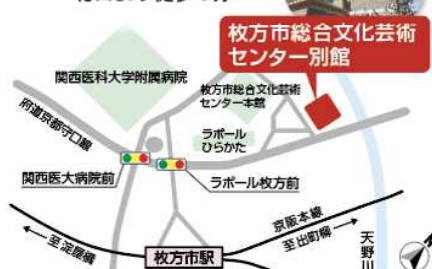 枚方市総合文化芸術
センター別館
関西医科大学附属病院
枚方市総合文化芸術
センター本館
府道京都守口線
ラポール
ひらかた
関西医大病院前
ラポール枚方前
京阪本線
至出町柳
至淀屋橋
枚方市駅
天野川